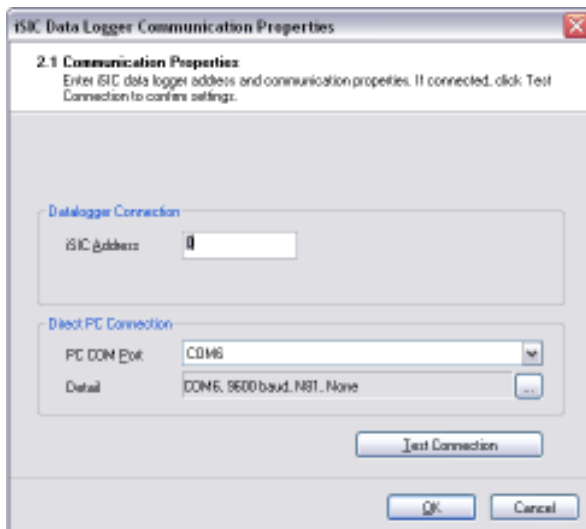 iSIC Data Logger Communication Properties
2.1 Communication Properties
Enter iSIC data logger address and communication properties. If connected, click Test
Connection to confirm settings.
Datalogger Connection
iSIC Address 0
Direct PC Connection
PC COM Port COM6
Detail COM6, 9600 baud, N81, None
...
Test Connection
OK Cancel